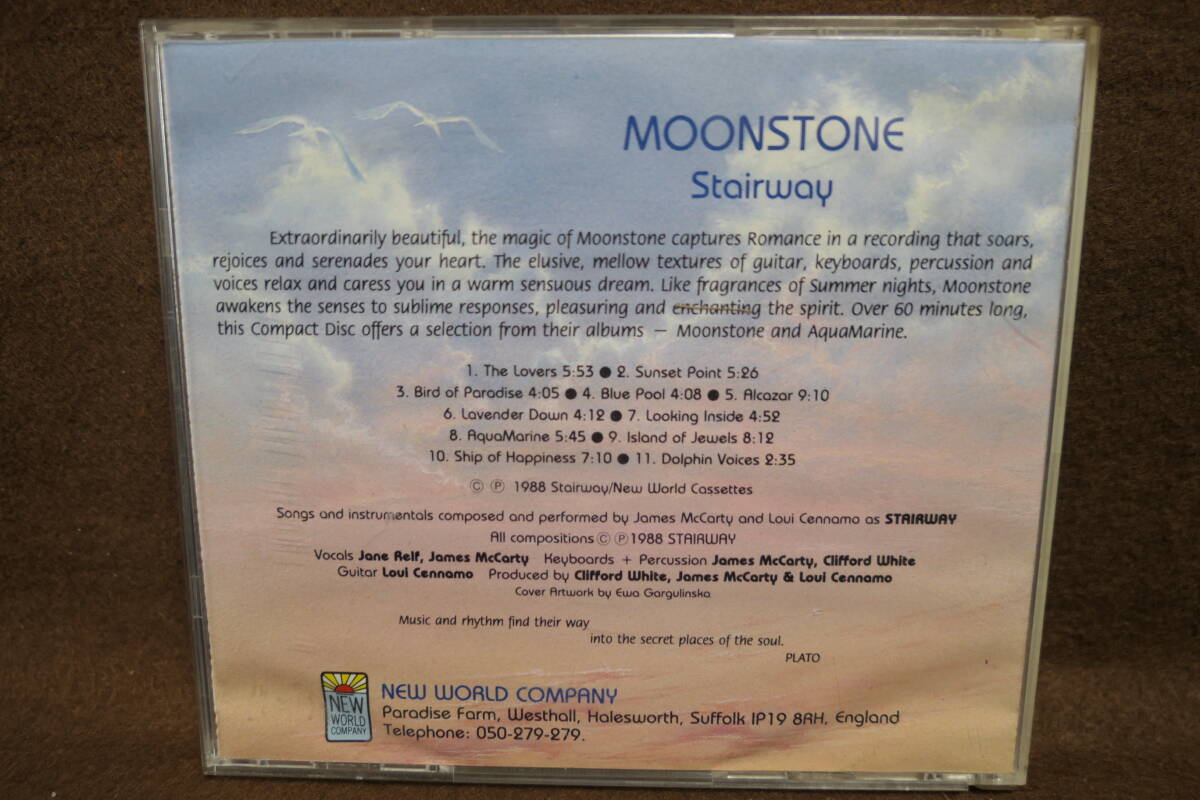 MOONSTONE
Stairway
Extraordinarily beautiful, the magic of Moonstone captures Romance in a recording that soars,
rejoices and serenades your heart. The elusive, mellow textures of guitar, keyboards, percussion and
voices relax and caress you in a warm sensuous dream. Like fragrances of Summer nights, Moonstone
awakens the senses to sublime responses, pleasuring and enchanting the spirit. Over 60 minutes long,
this Compact Disc offers a selection from their albums – Moonstone and AquaMarine.
1. The Lovers 5:53 ● 2. Sunset Point 5:26
3. Bird of Paradise 4:05 ● 4. Blue Pool 4:08 ● 5. Alcazar 9:10
6. Lavender Down 4:12 ● 7. Looking Inside 4:52
8. AquaMarine 5:45 ● 9. Island of Jewels 8:12
10. Ship of Happiness 7:10 ● 11. Dolphin Voices 2:35
© ℗ 1988 Stairway/New World Cassettes
Songs and instrumentals composed and performed by James McCarty and Loui Cennamo as STAIRWAY
All compositions © ℗ 1988 STAIRWAY
Vocals Jane Relf, James McCarty Keyboards + Percussion James McCarty, Clifford White
Guitar Loui Cennamo Produced by Clifford White, James McCarty & Loui Cennamo
Cover Artwork by Ewa Gargulinska
Music and rhythm find their way
into the secret places of the soul.
PLATO
NEW WORLD COMPANY
NEW WORLD COMPANY
Paradise Farm, Westhall, Halesworth, Suffolk IP19 8RH, England
Telephone: 050-279-279.